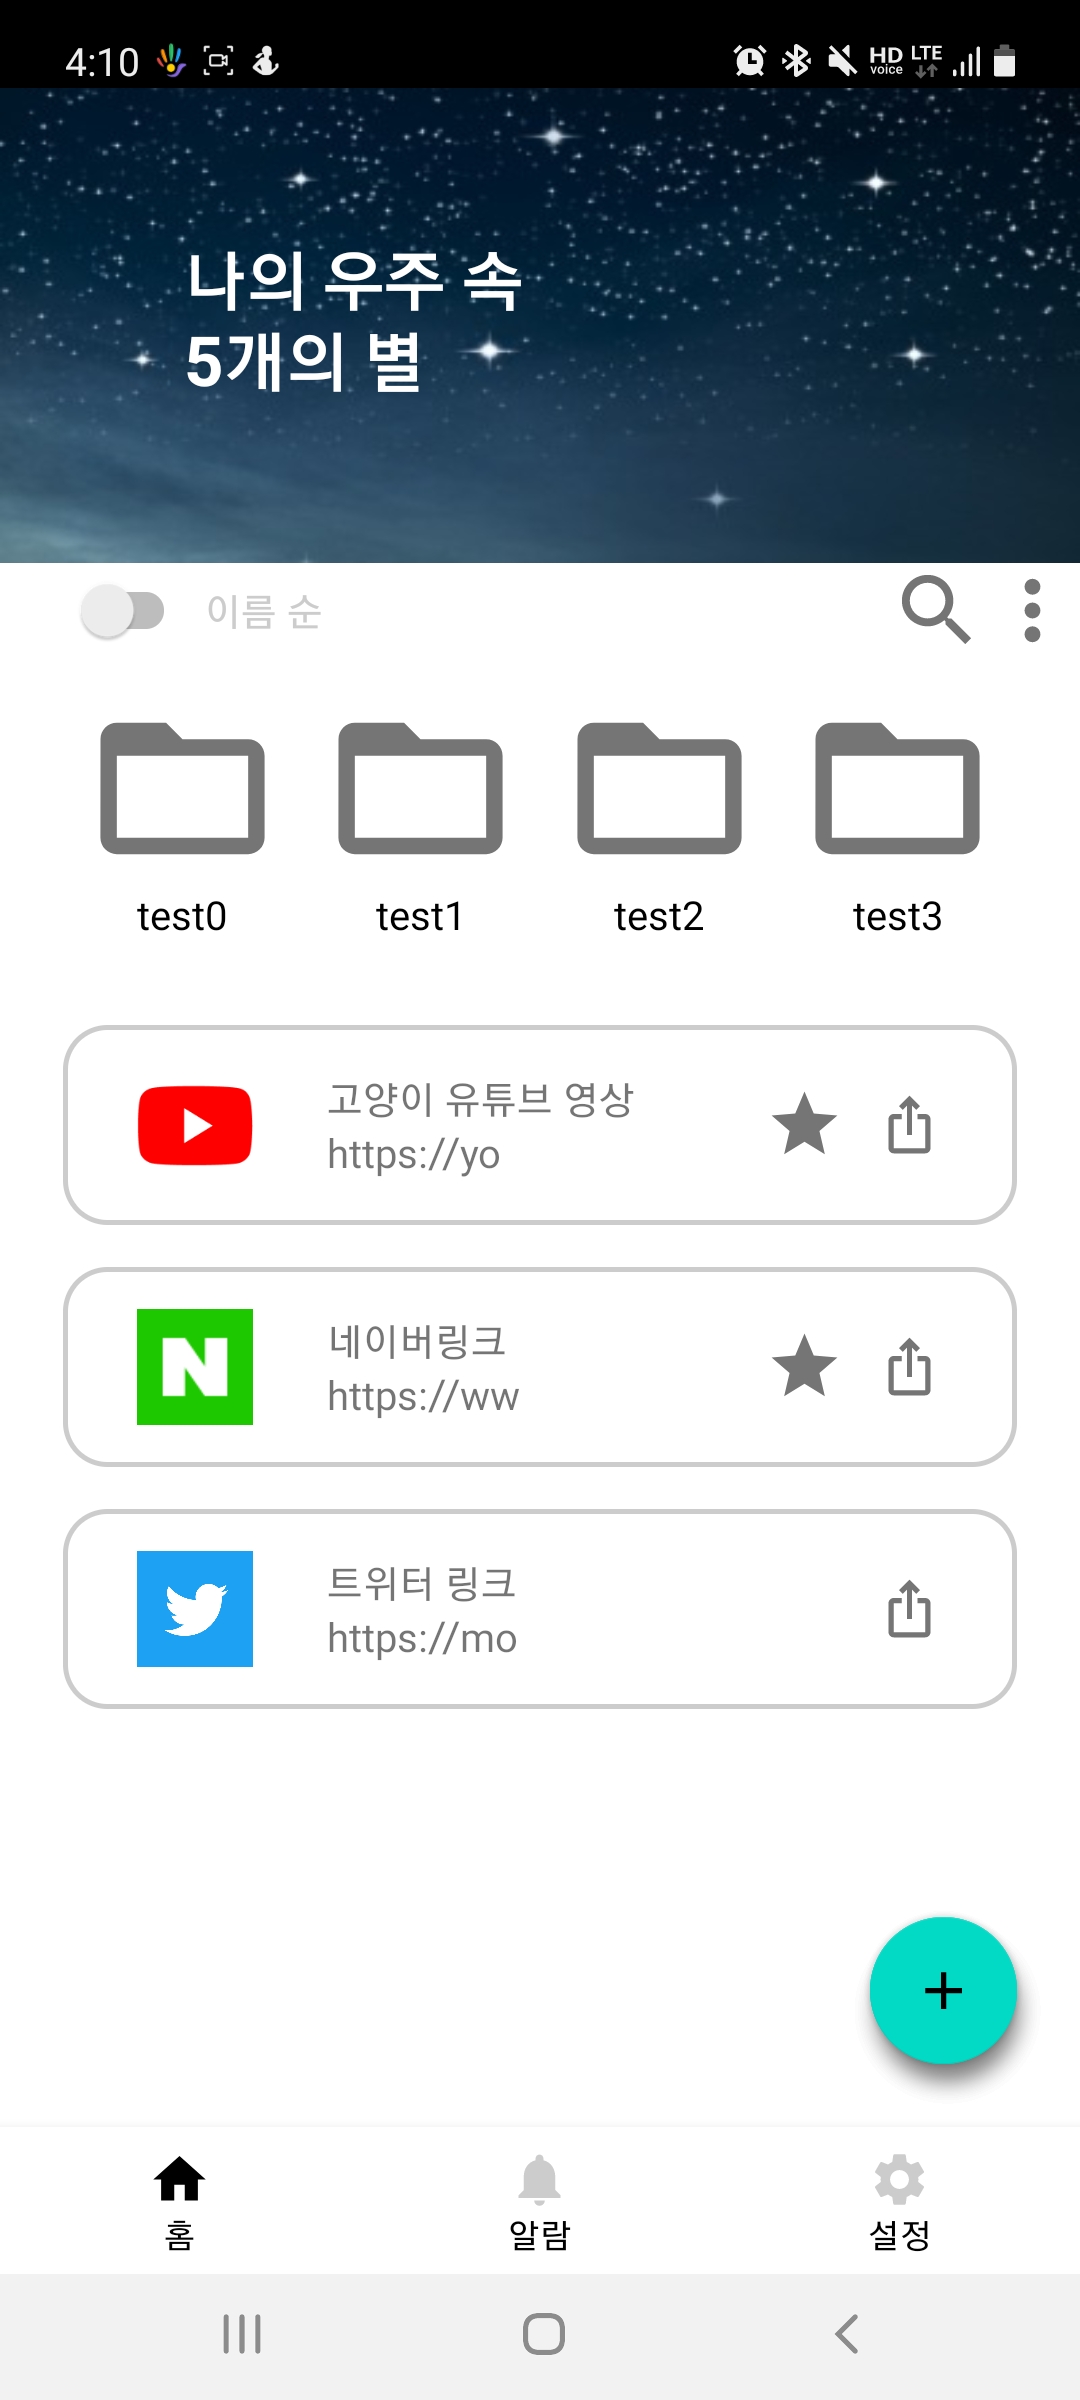 4:10
HD voice LTE
나의 우주 속
5개의 별
이름 순
test0 test1 test2 test3
고양이 유튜브 영상
https://yo
N
네이버링크
https://ww
트위터 링크
https://mo
+
홈 알람 설정